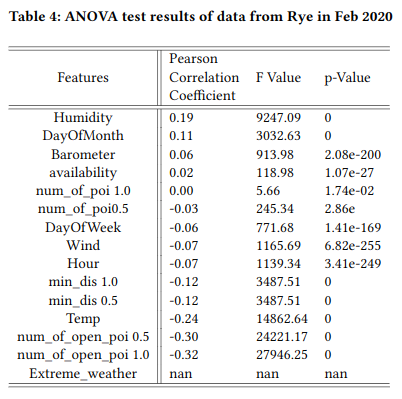 Table 4: ANOVA test results of data from Rye in Feb 2020
Features Pearson Correlation Coefficient F Value p-Value
Humidity 0.19 9247.09 0
DayOfMonth 0.11 3032.63 0
Barometer 0.06 913.98 2.08e-200
availability 0.02 118.98 1.07e-27
num_of_poi 1.0 0.00 5.66 1.74e-02
num_of_poi0.5 -0.03 245.34 2.86e
DayOfWeek -0.06 771.68 1.41e-169
Wind -0.07 1165.69 6.82e-255
Hour -0.07 1139.34 3.41e-249
min_dis 1.0 -0.12 3487.51 0
min_dis 0.5 -0.12 3487.51 0
Temp -0.24 14862.64 0
num_of_open_poi 0.5 -0.30 24221.17 0
num_of_open_poi 1.0 -0.32 27946.25 0
Extreme_weather nan nan nan